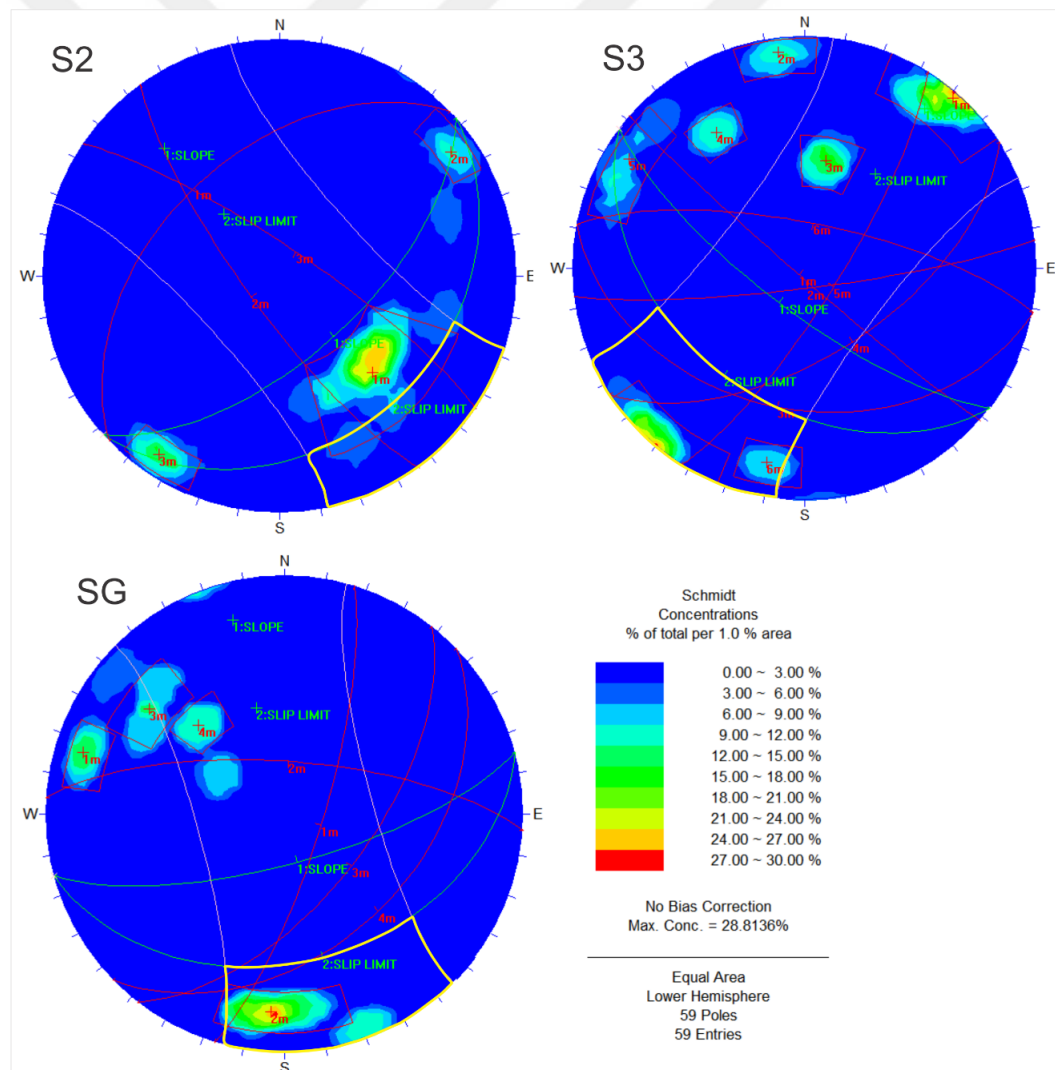 S2
N
1:SLOPE
2m
1m
2:SLIP LIMIT
W
E
3m
2m
1:SLOPE
1m
2:SLIP LIMIT
3m
S
S3
N
2m
1m
4m
5m
3m
2:SLIP LIMIT
6m
W
E
1m
2m
5m
1:SLOPE
4m
2:SLIP LIMIT
6m
S
SG
N
1:SLOPE
3m
2:SLIP LIMIT
4m
1m
2m
W
E
1m
1:SLOPE
3m
4m
2:SLIP LIMIT
2m
S
Schmidt
Concentrations
% of total per 1.0 % area
0.00 ~ 3.00 %
3.00 ~ 6.00 %
6.00 ~ 9.00 %
9.00 ~ 12.00 %
12.00 ~ 15.00 %
15.00 ~ 18.00 %
18.00 ~ 21.00 %
21.00 ~ 24.00 %
24.00 ~ 27.00 %
27.00 ~ 30.00 %
No Bias Correction
Max. Conc. = 28.8136%
Equal Area
Lower Hemisphere
59 Poles
59 Entries